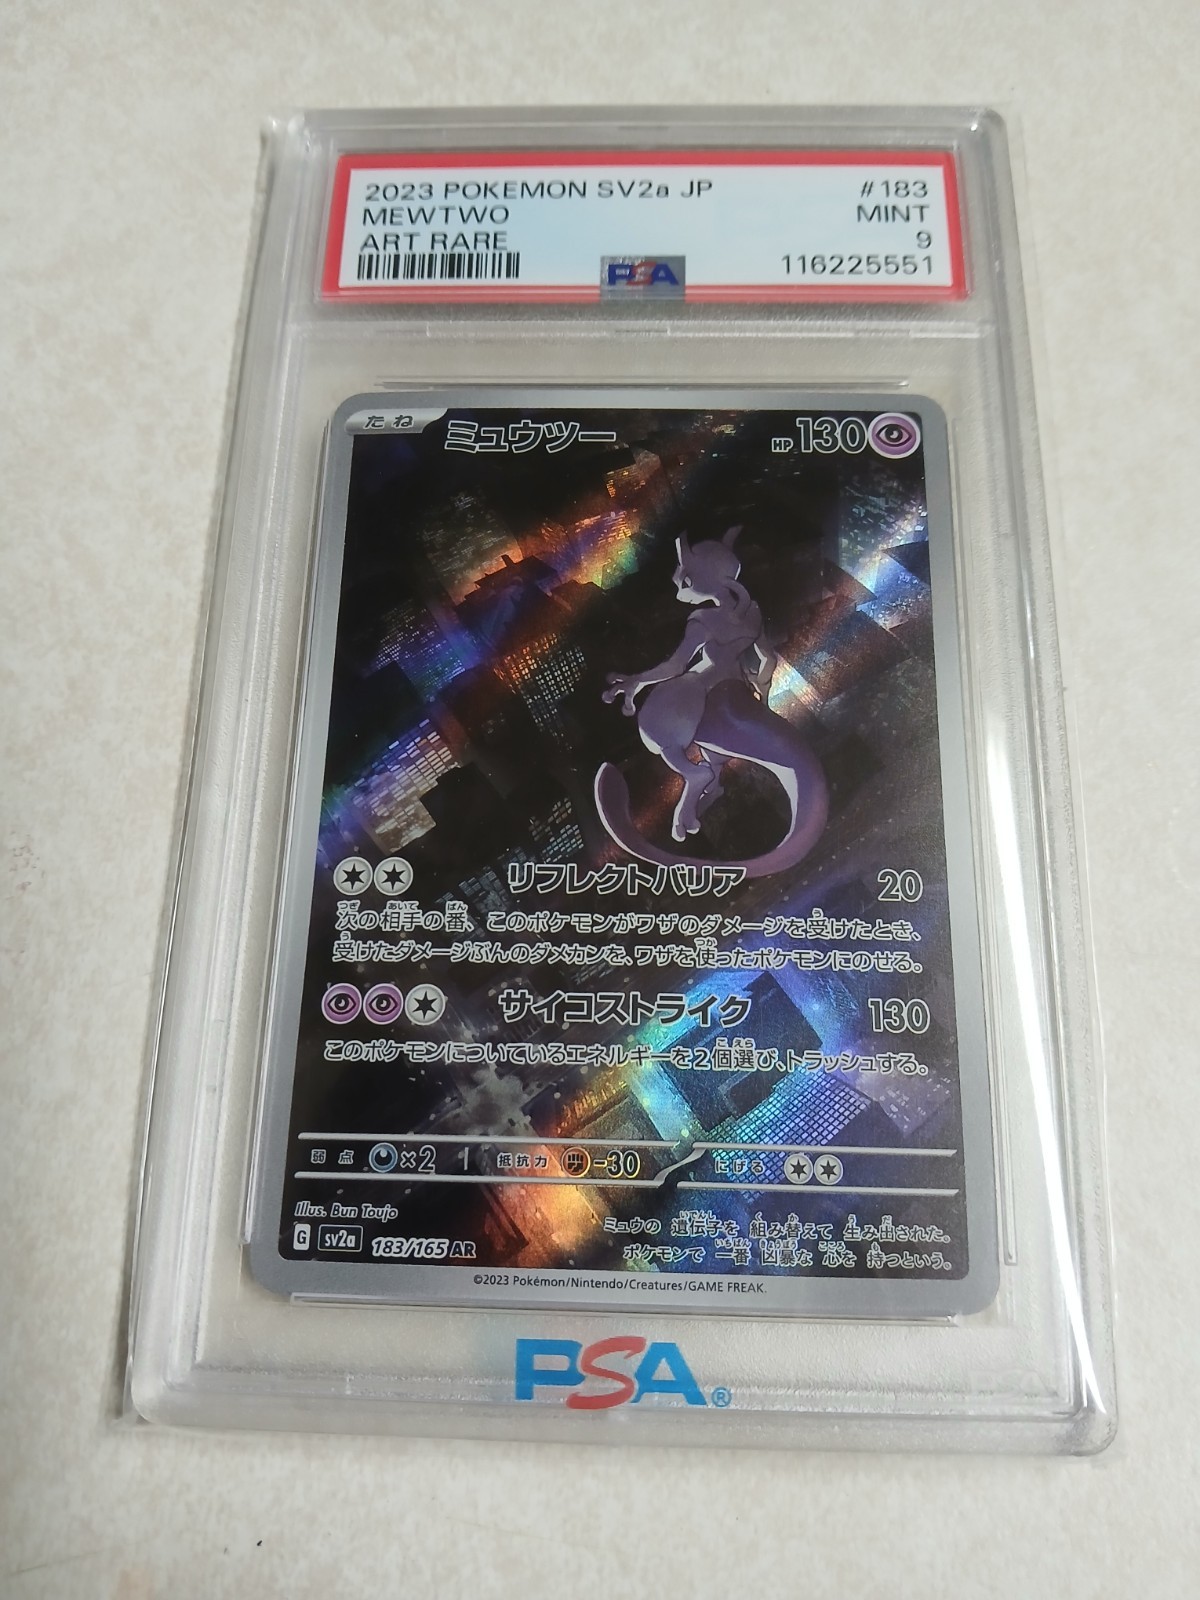 2023 POKEMON SV2a JP #183
MEWTWO MINT
ART RARE 9
PSA 116225551
たね ミュウツー HP 130
リフレクトバリア 20
次の相手の番、このポケモンがワザのダメージを受けたとき、
受けたダメージぶんのダメカンを、ワザを使ったポケモンにのせる。
サイコストライク 130
このポケモンについているエネルギーを2個選び、トラッシュする。
弱点 ×2 抵抗力 -30 にげる
Illus. Bun Toujo
G sv2a 183/165 AR
ミュウの 遺伝子を 組み替えて 生み出された。
ポケモンで 一番 凶暴な 心を 持つという。
©2023 Pokémon/Nintendo/Creatures/GAME FREAK.
PSA®